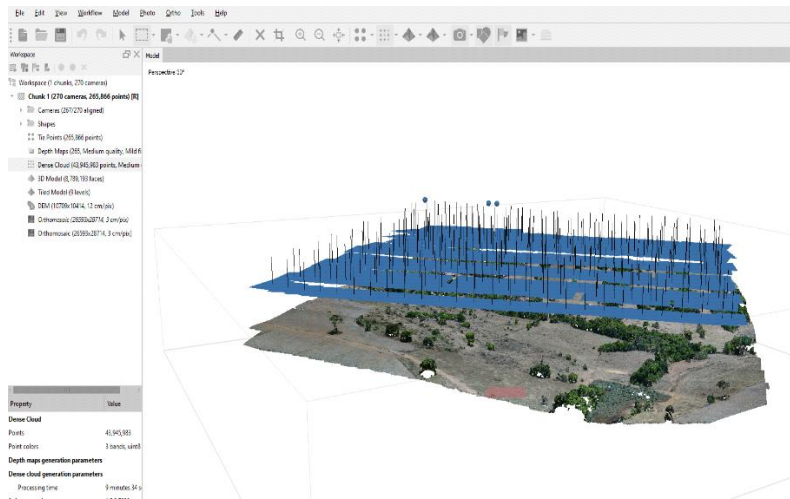 File Edit View Workflow Model Photo Ortho Tools Help
Workspace
Model
Perspective 30°
Workspace (1 chunks, 270 cameras)
Chunk 1 (270 cameras, 265,866 points) [R]
Cameras (267/270 aligned)
Shapes
Tie Points (265,866 points)
Depth Maps (265, Medium quality, Mild
Dense Cloud (43,945,983 points, Medium
3D Model (8,789,193 faces)
Tiled Model (9 levels)
DEM (10709x10414, 12 cm/pix)
Orthomosaic (26593x28714, 3 cm/pix)
Orthomosaic (26593x28714, 3 cm/pix)
Property Value
Dense Cloud
Points 43,945,983
Point colors 3 bands, uint8
Depth maps generation parameters
Dense cloud generation parameters
Processing time 9 minutes 34 s